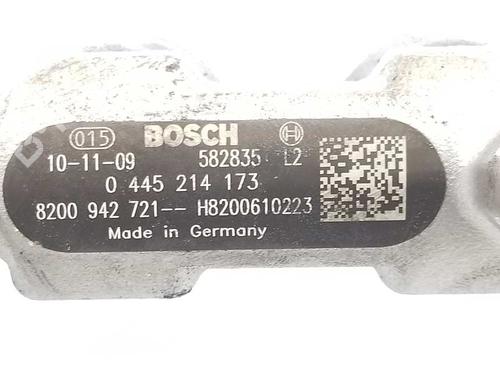 015 BOSCH
10-11-09 582835 L2
0 445 214 173
8200 942 721-- H8200610223
Made in Germany